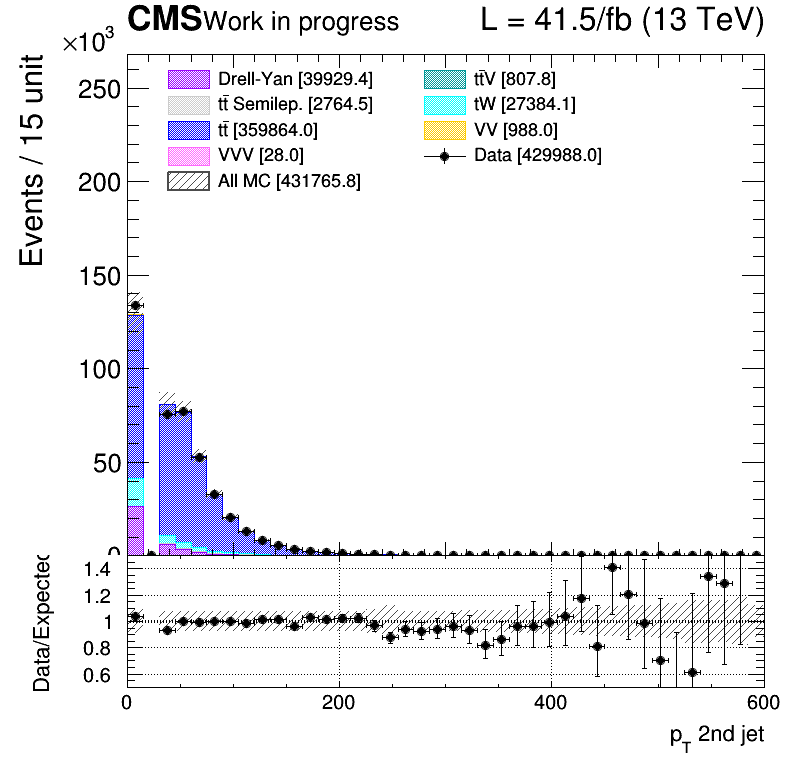 CMS Work in progress L = 41.5/fb (13 TeV)
×10³
Events / 15 unit
250
200
150
100
50
0
Drell-Yan [39929.4]
tt̄ Semilep. [2764.5]
tt̄ [359864.0]
VVV [28.0]
All MC [431765.8]
tt̄V [807.8]
tW [27384.1]
VV [988.0]
Data [429988.0]
Data/Expected
1.4
1.2
1
0.8
0.6
0 200 400 600
p_T 2nd jet